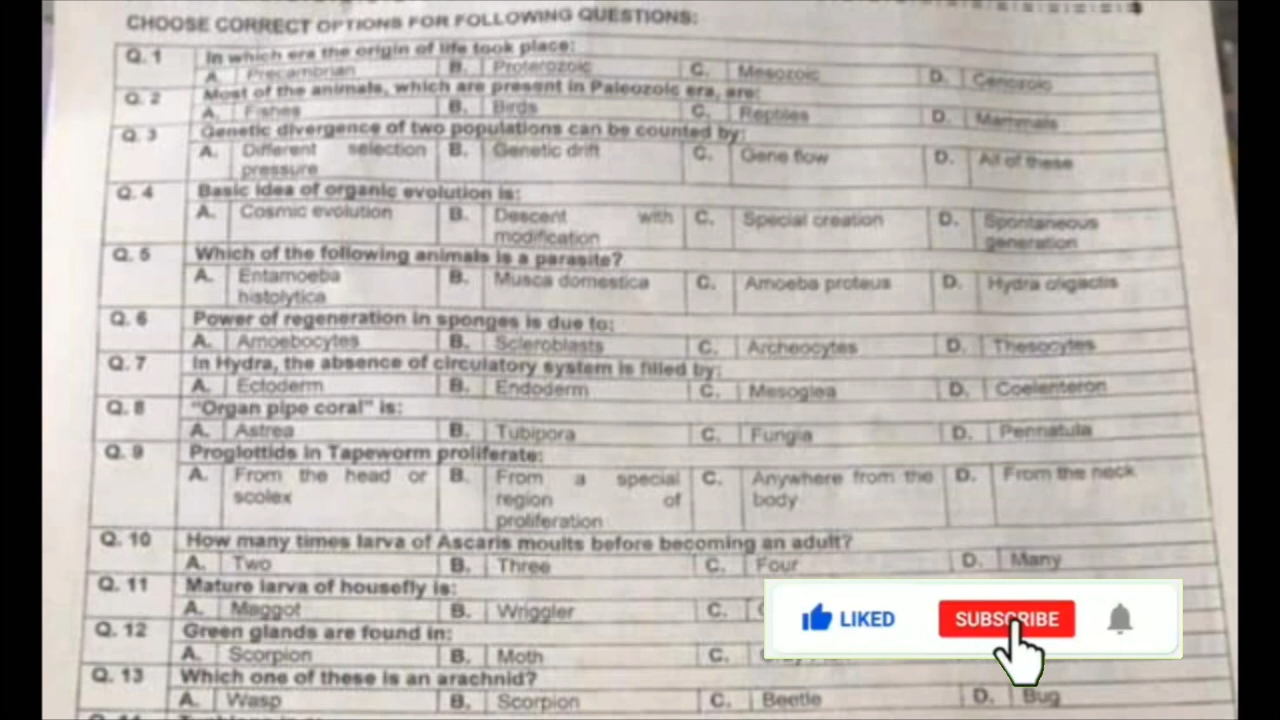 CHOOSE CORRECT OPTIONS FOR FOLLOWING QUESTIONS:
Q. 1 In which era the origin of life took place:
A. Precambrian B. Proterozoic C. Mesozoic D. Cenozoic
Q. 2 Most of the animals, which are present in Paleozoic era, are:
A. Fishes B. Birds C. Reptiles D. Mammals
Q. 3 Genetic divergence of two populations can be counted by:
A. Different selection B. Genetic drift C. Gene flow D. All of these
pressure
Q. 4 Basic idea of organic evolution is:
A. Cosmic evolution B. Descent with C. Special creation D. Spontaneous
modification generation
Q. 5 Which of the following animals is a parasite?
A. Entamoeba B. Musca domestica C. Amoeba proteus D. Hydra oligactis
histolytica
Q. 6 Power of regeneration in sponges is due to:
A. Amoebocytes B. Scleroblasts C. Archeocytes D. Thesocytes
Q. 7 In Hydra, the absence of circulatory system is filled by:
A. Ectoderm B. Endoderm C. Mesoglea D. Coelenteron
Q. 8 "Organ pipe coral" is:
A. Astrea B. Tubipora C. Fungia D. Pennatula
Q. 9 Proglottids in Tapeworm proliferate:
A. From the head or B. From a special C. Anywhere from the D. From the neck
scolex region of body
proliferation
Q. 10 How many times larva of Ascaris moults before becoming an adult?
A. Two B. Three C. Four D. Many
Q. 11 Mature larva of housefly is:
A. Maggot B. Wriggler C.
LIKED SUBSCRIBE
Q. 12 Green glands are found in:
A. Scorpion B. Moth C.
Q. 13 Which one of these is an arachnid?
A. Wasp B. Scorpion C. Beetle D. Bug